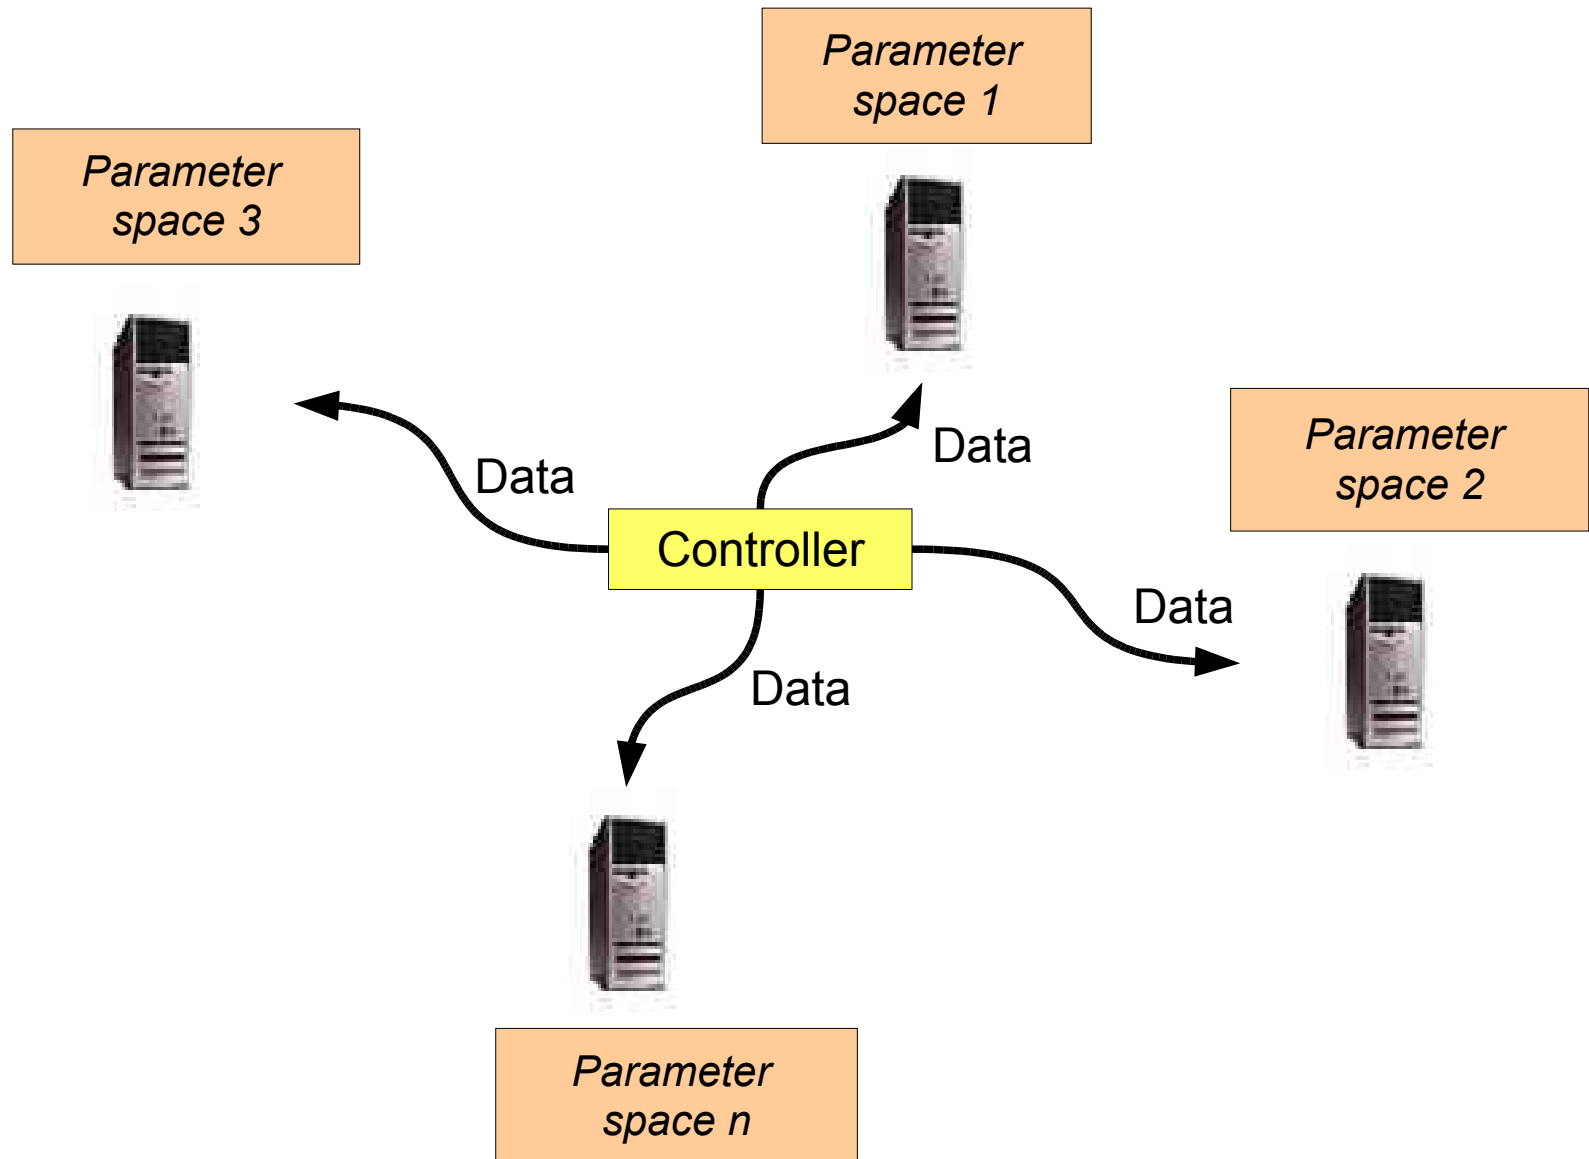 Parameter
space 1
Parameter
space 3
Parameter
space 2
Data
Data
Controller
Data
Data
Parameter
space n